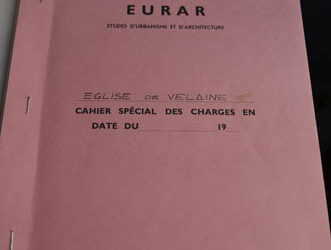 EURAR
ETUDES D'URBANISME ET D'ARCHITECTURE
EGLISE DE VELAINE
CAHIER SPÉCIAL DES CHARGES EN
DATE DU 19